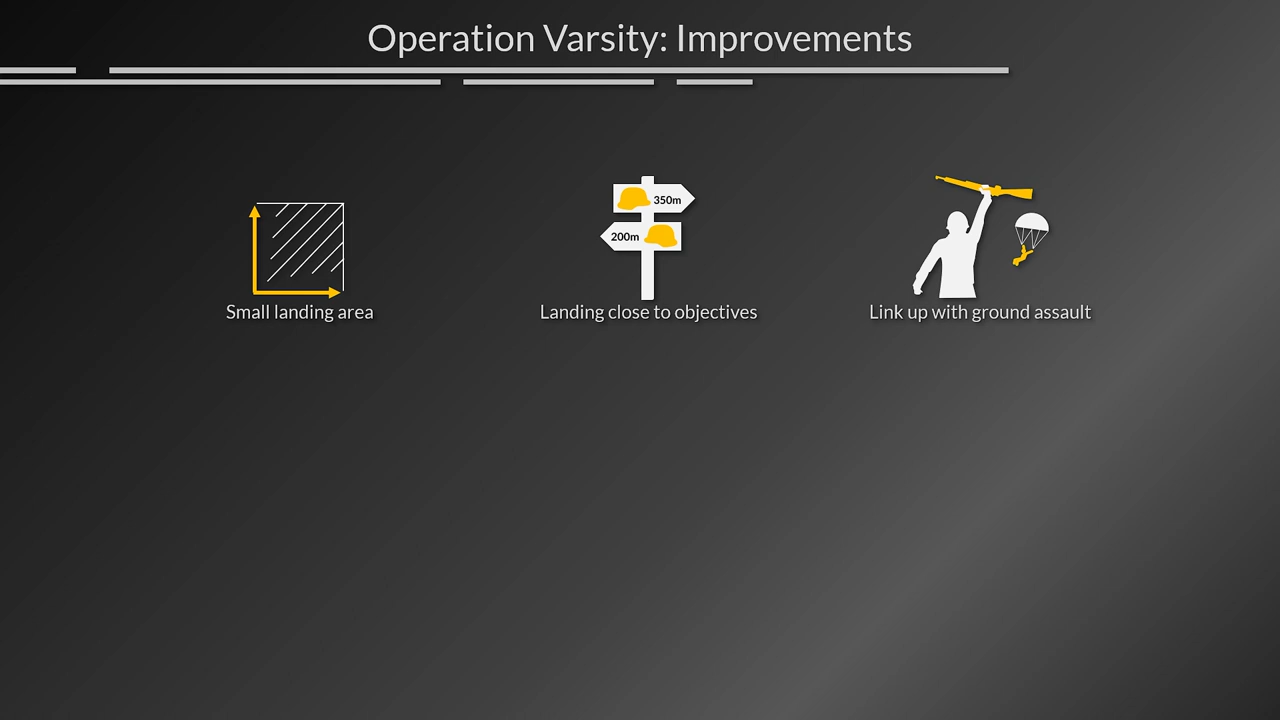 Operation Varsity: Improvements
350m
200m
Small landing area
Landing close to objectives
Link up with ground assault